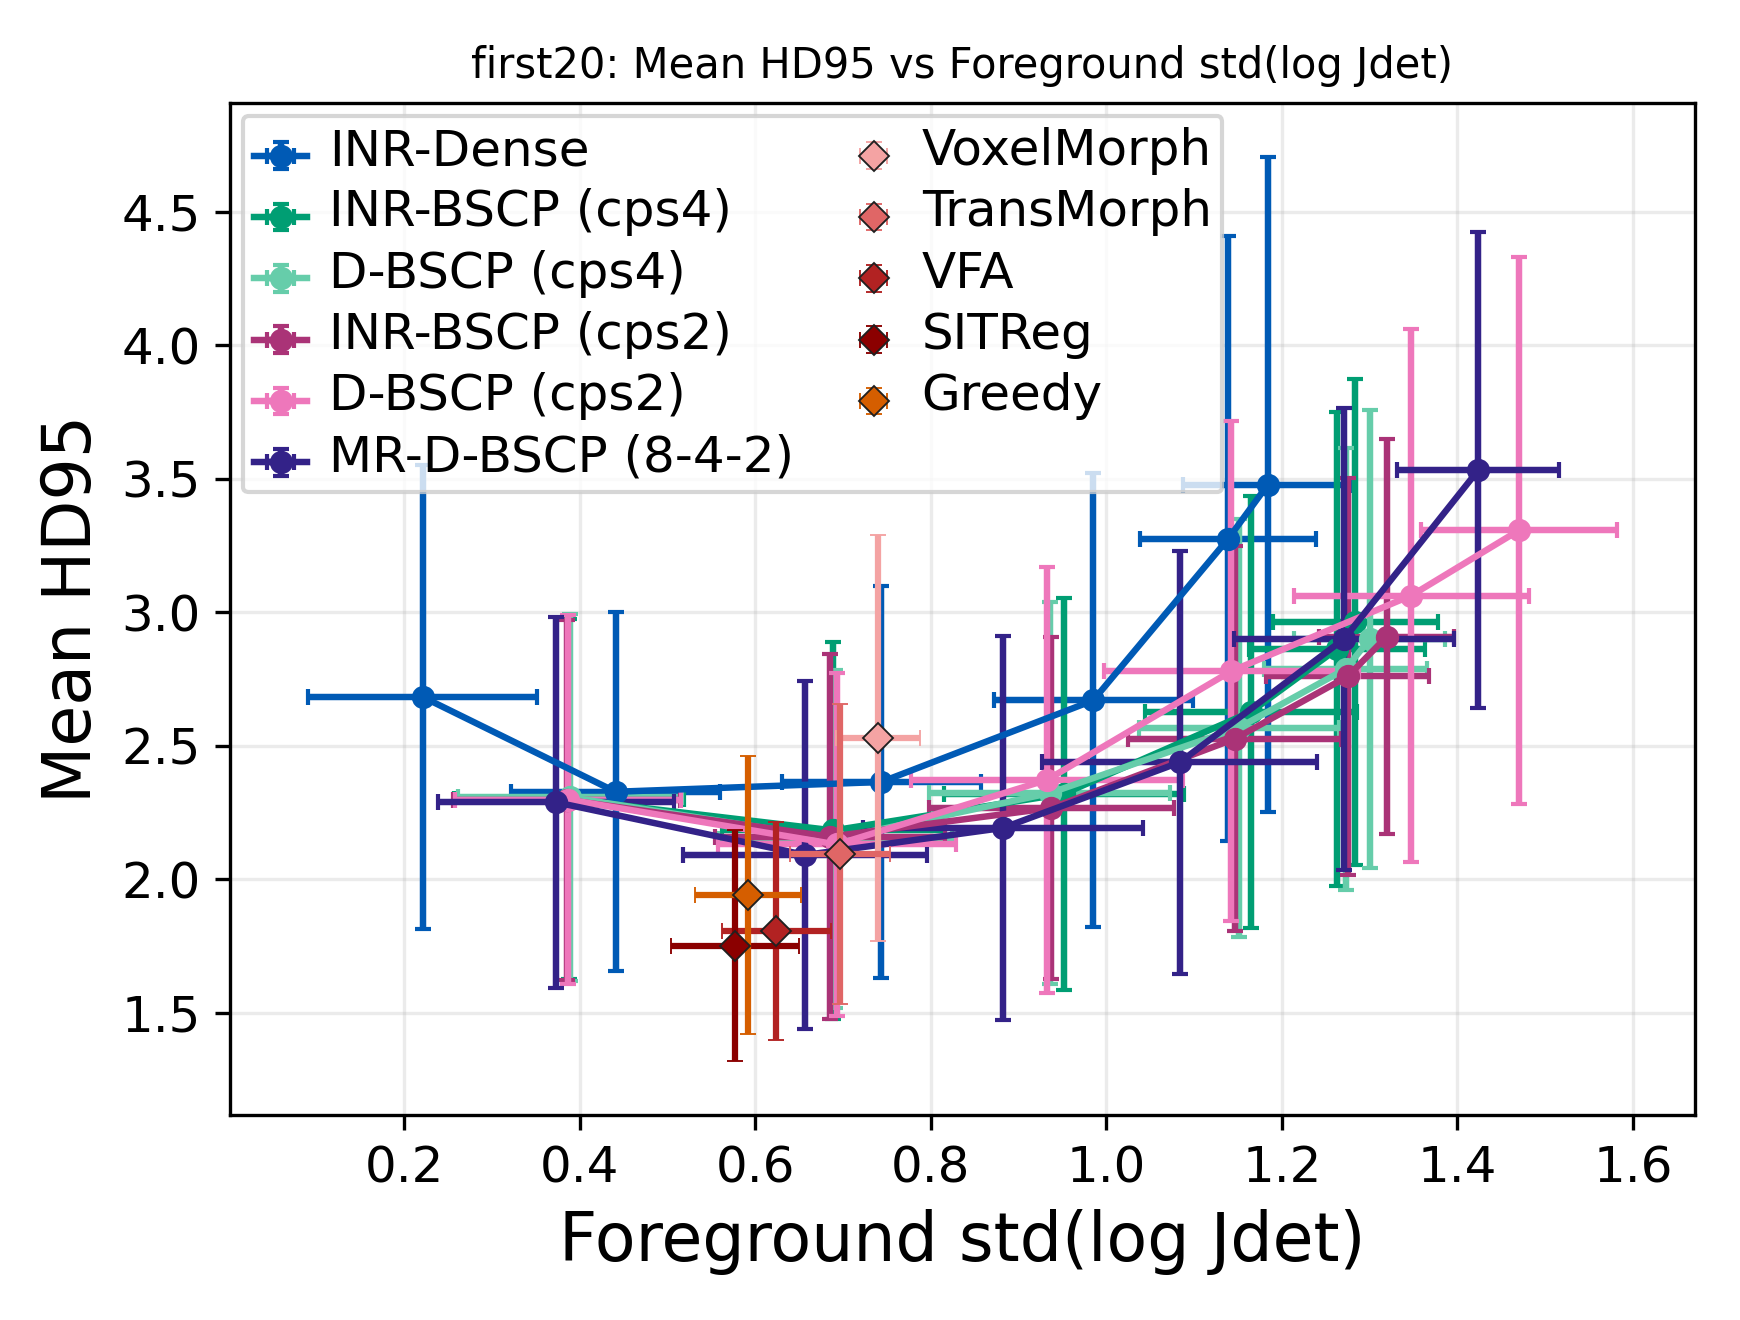 first20: Mean HD95 vs Foreground std(log Jdet)
INR-Dense
INR-BSCP (cps4)
D-BSCP (cps4)
INR-BSCP (cps2)
D-BSCP (cps2)
MR-D-BSCP (8-4-2)
VoxelMorph
TransMorph
VFA
SITReg
Greedy
Mean HD95
4.5
4.0
3.5
3.0
2.5
2.0
1.5
0.2 0.4 0.6 0.8 1.0 1.2 1.4 1.6
Foreground std(log Jdet)